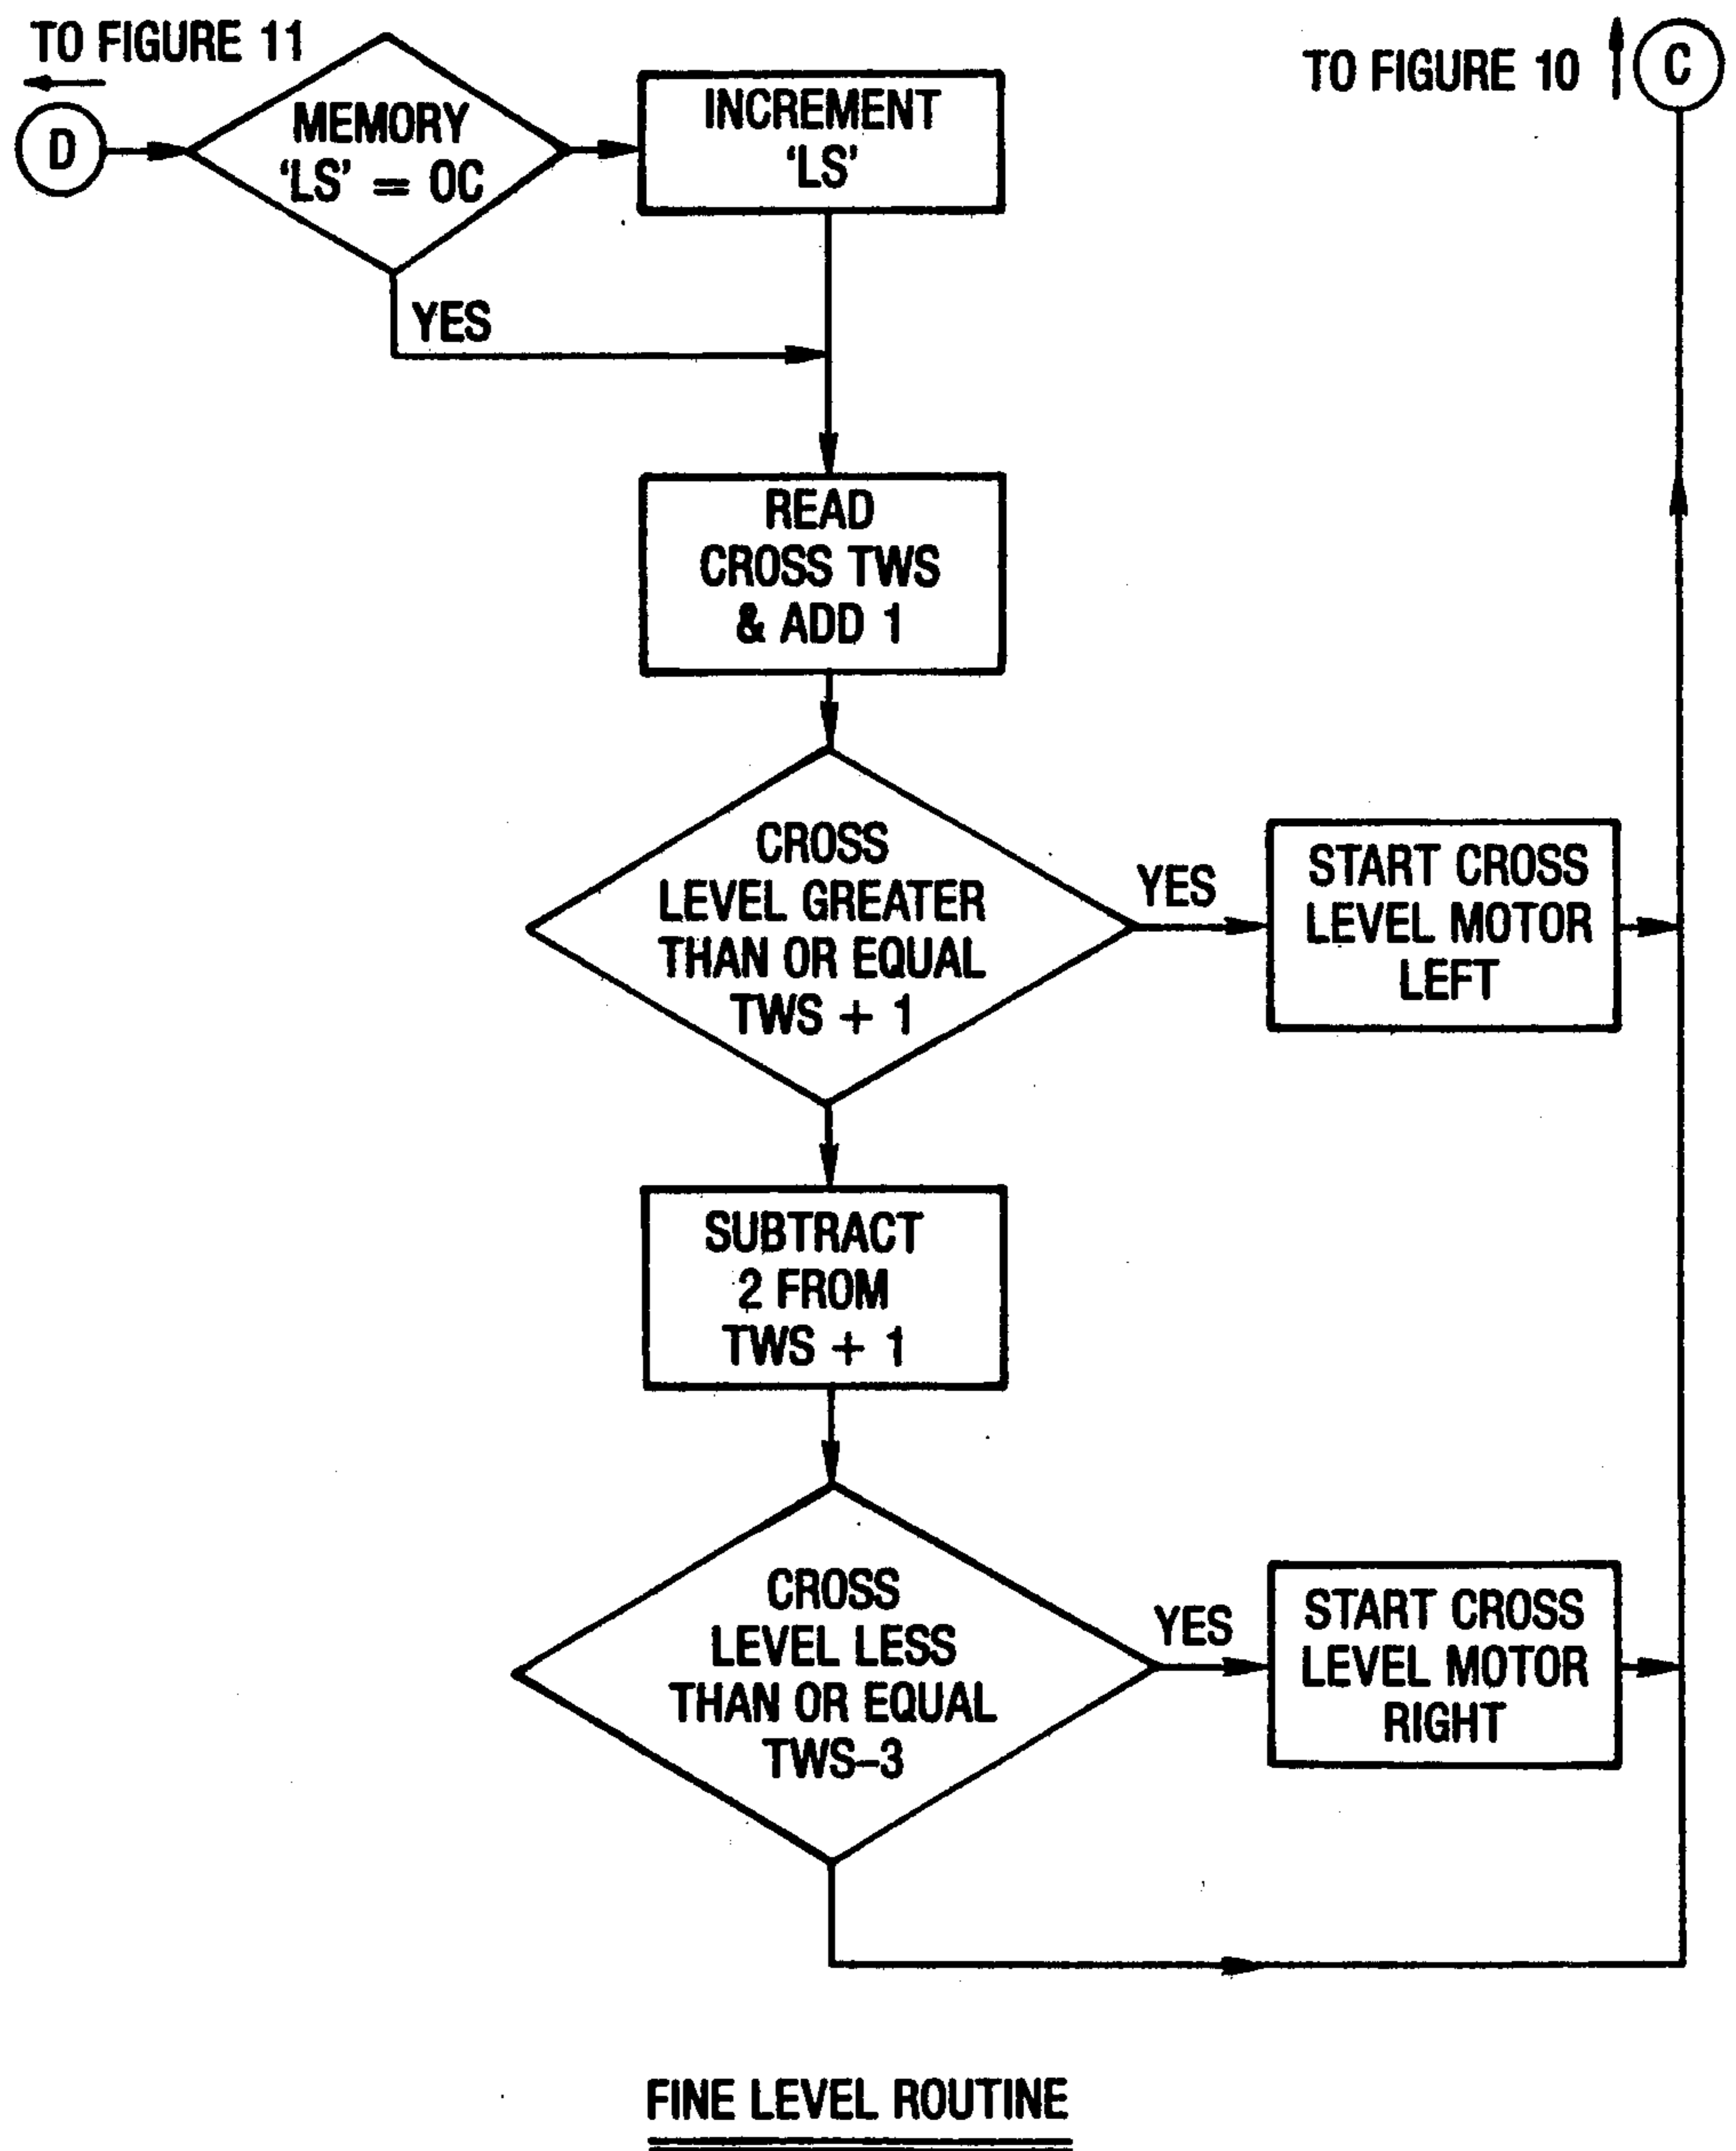 TO FIGURE 11
D
MEMORY
'LS' = OC
INCREMENT
'LS'
TO FIGURE 10
C
YES
READ
CROSS TWS
& ADD 1
CROSS
LEVEL GREATER
THAN OR EQUAL
TWS + 1
YES
START CROSS
LEVEL MOTOR
LEFT
SUBTRACT
2 FROM
TWS + 1
CROSS
LEVEL LESS
THAN OR EQUAL
TWS-3
YES
START CROSS
LEVEL MOTOR
RIGHT
FINE LEVEL ROUTINE